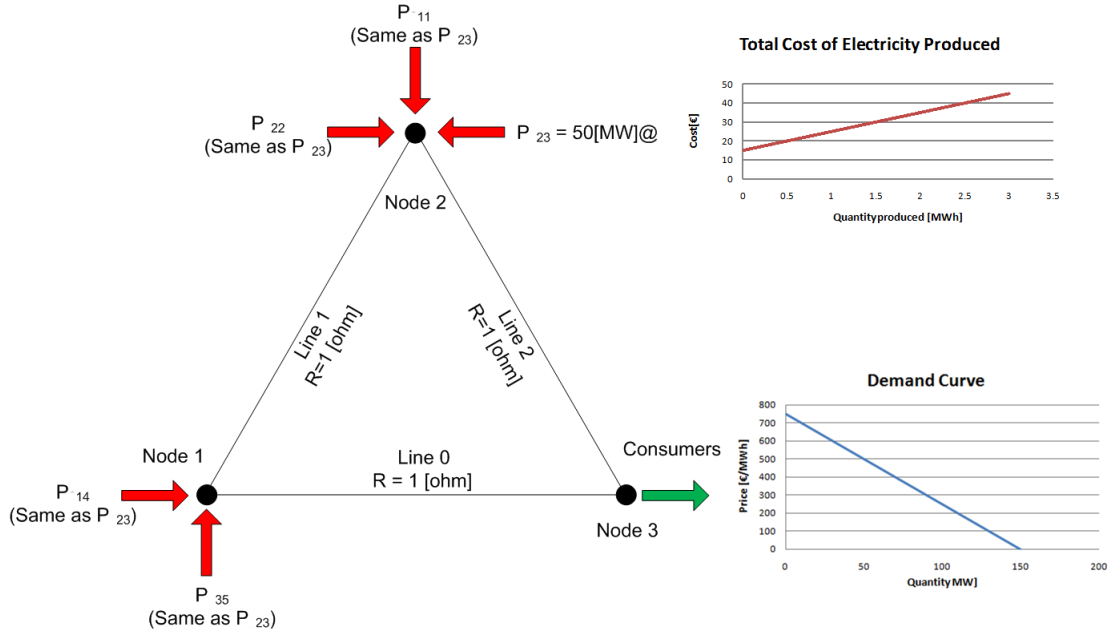 P 11
(Same as P 23)
P 22
(Same as P 23)
P 23 = 50[MW]@
Node 2
Line 1
R=1 [ohm]
Line 2
R=1 [ohm]
Node 1
Line 0
R = 1 [ohm]
Consumers
Node 3
P 14
(Same as P 23)
P 35
(Same as P 23)
Total Cost of Electricity Produced
Cost[€]
50
40
30
20
10
0
0 0.5 1 1.5 2 2.5 3 3.5
Quantity produced [MWh]
Demand Curve
Price [€/MWh]
800
700
600
500
400
300
200
100
0
0 50 100 150 200
Quantity MW]